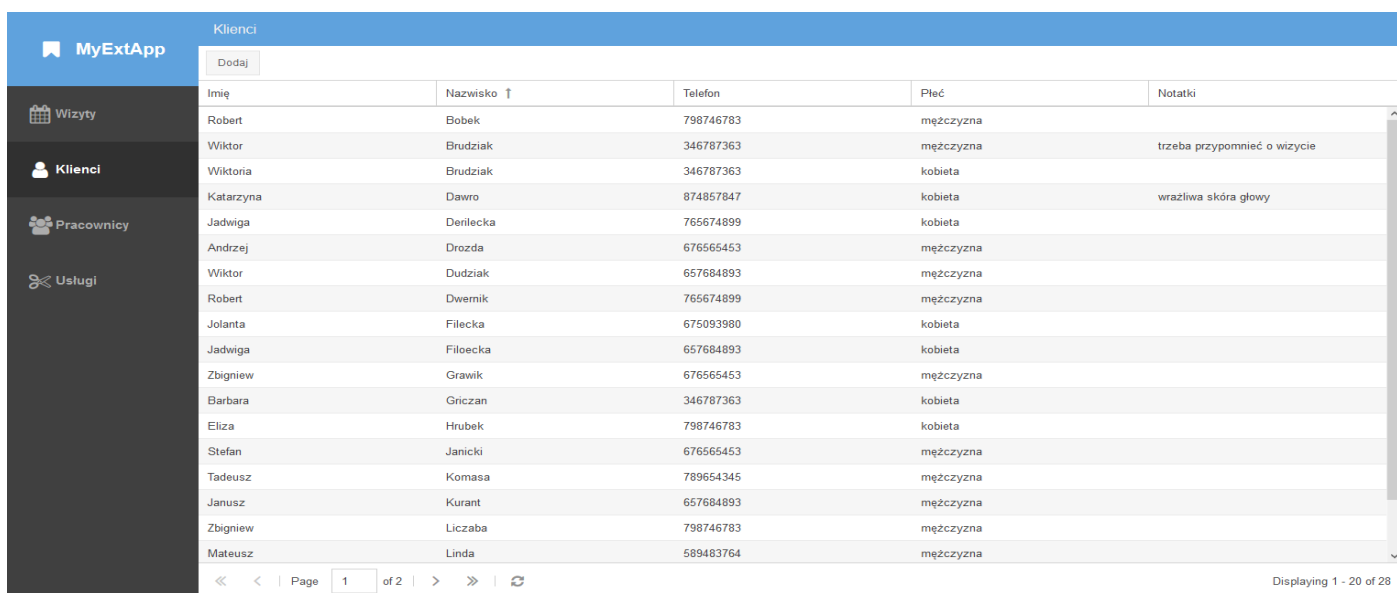 Klienci
MyExtApp
Dodaj
Imię Nazwisko ↑ Telefon Płeć Notatki
Wizyty
Klienci
Pracownicy
Usługi
Robert Bobek 798746783 mężczyzna
Wiktor Brudziak 346787363 mężczyzna trzeba przypomnieć o wizycie
Wiktoria Brudziak 346787363 kobieta
Katarzyna Dawro 874857847 kobieta wrażliwa skóra głowy
Jadwiga Derilecka 765674899 kobieta
Andrzej Drozda 676565453 mężczyzna
Wiktor Dudziak 657684893 mężczyzna
Robert Dwernik 765674899 mężczyzna
Jolanta Filecka 675093980 kobieta
Jadwiga Filoecka 657684893 kobieta
Zbigniew Grawik 676565453 mężczyzna
Barbara Griczan 346787363 kobieta
Eliza Hrubek 798746783 kobieta
Stefan Janicki 676565453 mężczyzna
Tadeusz Komasa 789654345 mężczyzna
Janusz Kurant 657684893 mężczyzna
Zbigniew Liczaba 798746783 mężczyzna
Mateusz Linda 589483764 mężczyzna
Page 1 of 2 Displaying 1 - 20 of 28